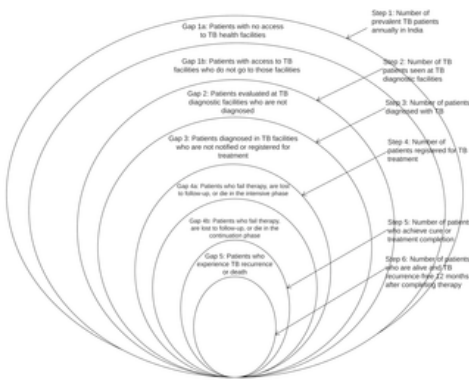 Gap 1a: Patients with no access
to TB health facilities
Gap 1b: Patients with access to TB
facilities who do not go to those facilities
Gap 2: Patients evaluated at TB
diagnostic facilities who are not
diagnosed
Gap 3: Patients diagnosed in TB facilities
who are not notified or registered for
treatment
Gap 4a: Patients who fail therapy, are lost
to follow-up, or die in the intensive phase
Gap 4b: Patients who fail therapy,
are lost to follow-up, or die in the
continuation phase
Gap 5: Patients who
experience TB recurrence
or death
Step 1: Number of
prevalent TB patients
annually in India
Step 2: Number of TB
patients seen at TB
diagnostic facilities
Step 3: Number of patients
diagnosed with TB
Step 4: Number of
patients registered for TB
treatment
Step 5: Number of patients
who achieve cure or
treatment completion
Step 6: Number of patients
who are alive and TB
recurrence-free 12 months
after completing therapy